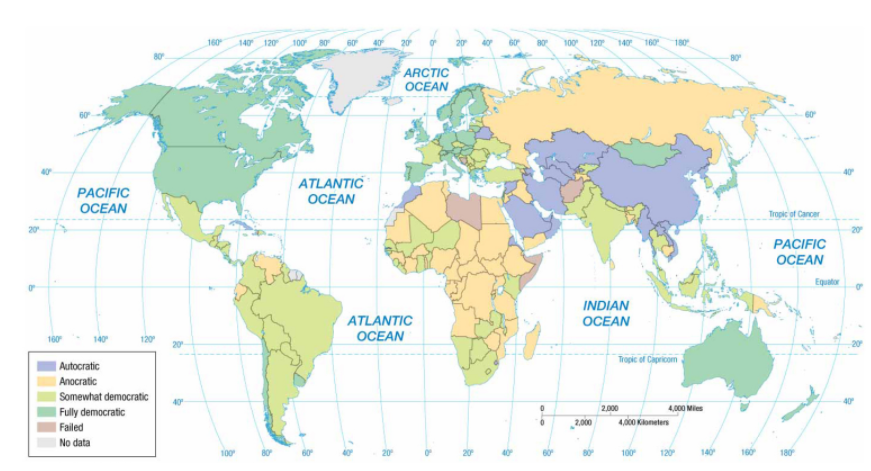 160° 140° 120° 80° 40° 20° 0° 20° 40° 80° 100° 120° 140° 160° 180°
80°
80°
ARCTIC
OCEAN
60°
60°
40°
40°
PACIFIC
OCEAN
ATLANTIC
OCEAN
Tropic of Cancer
20°
20°
PACIFIC
OCEAN
Equator
0°
0°
INDIAN
OCEAN
ATLANTIC
OCEAN
160° 140° 120°
160°
180°
20°
20°
Tropic of Capricorn
Autocratic
Anocratic
Somewhat democratic
Fully democratic
Failed
No data
40°
40°
0 2,000 4,000 Miles
0 2,000 4,000 Kilometers
100° 80° 60° 40° 20° 0° 20° 40° 60° 80° 100° 120° 140° 160° 180°